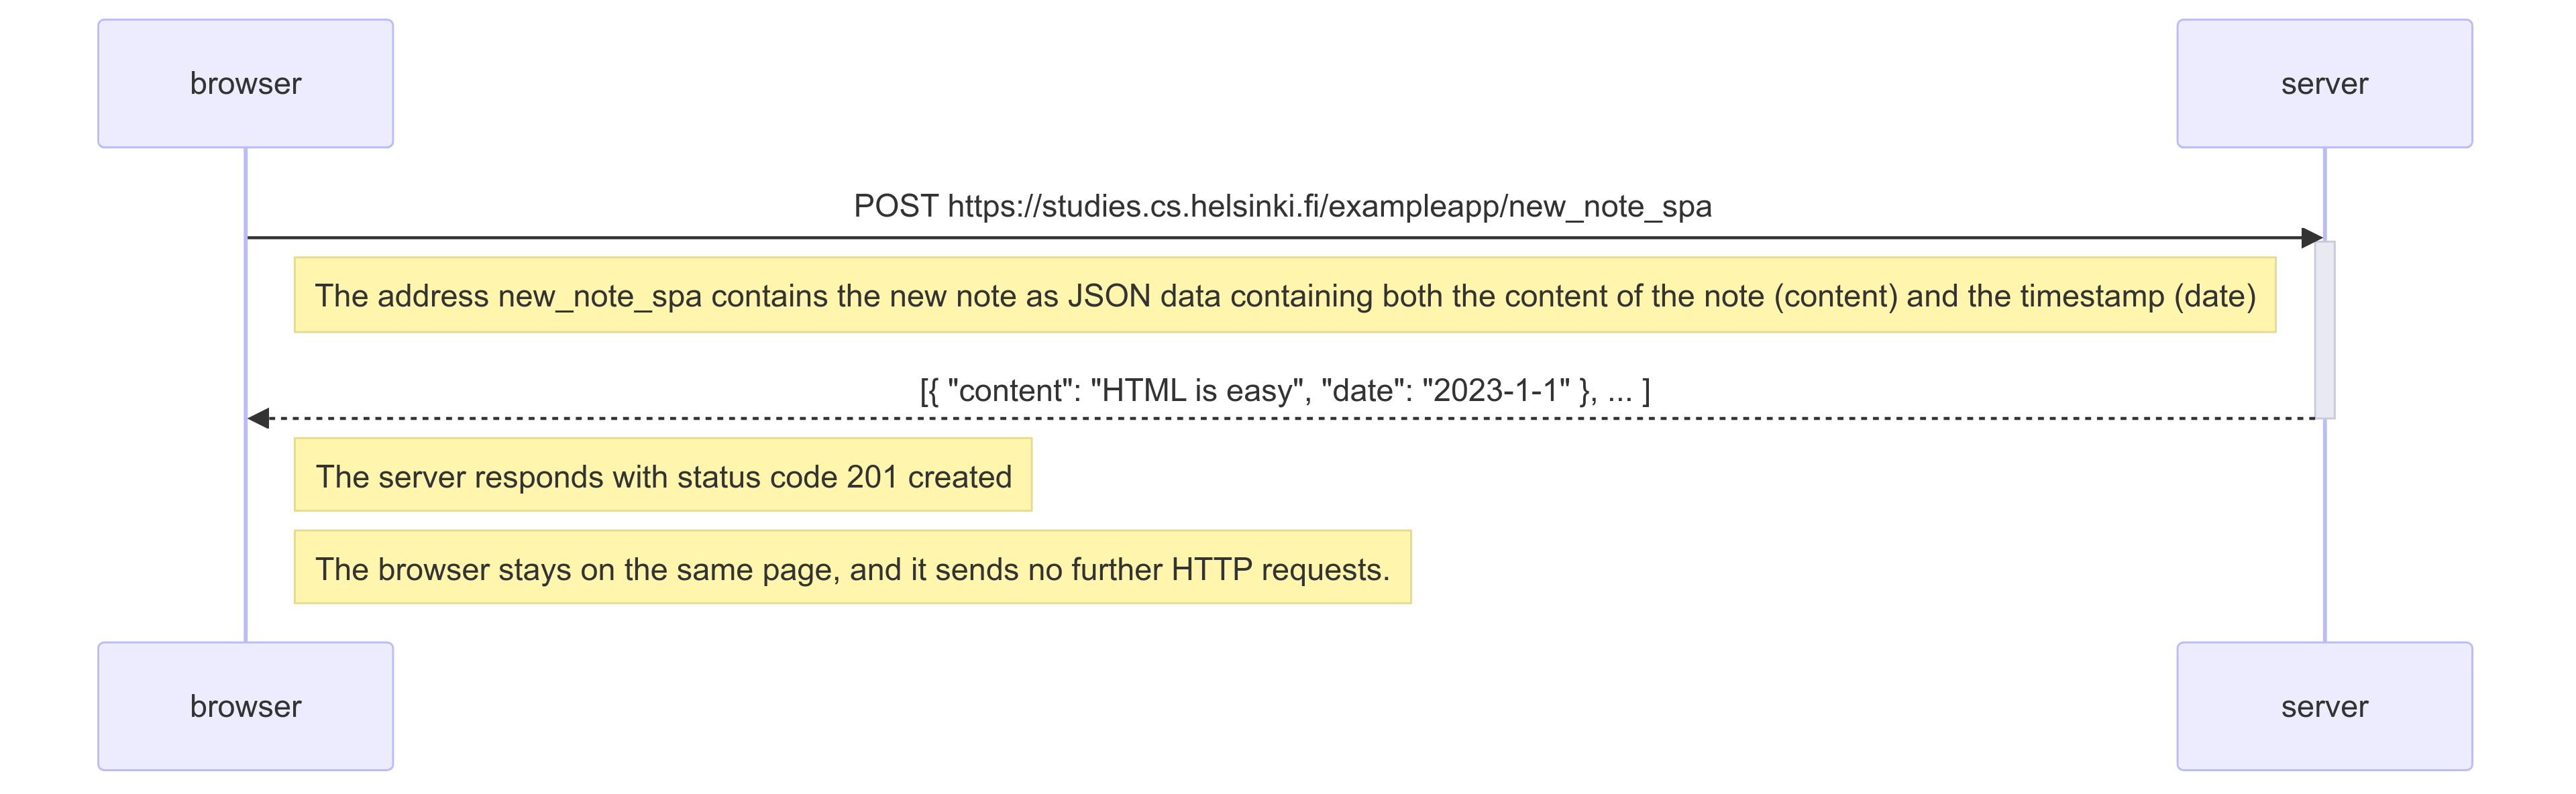 browser
server
POST https://studies.cs.helsinki.fi/exampleapp/new_note_spa
The address new_note_spa contains the new note as JSON data containing both the content of the note (content) and the timestamp (date)
[{ "content": "HTML is easy", "date": "2023-1-1" }, ... ]
The server responds with status code 201 created
The browser stays on the same page, and it sends no further HTTP requests.
browser
server